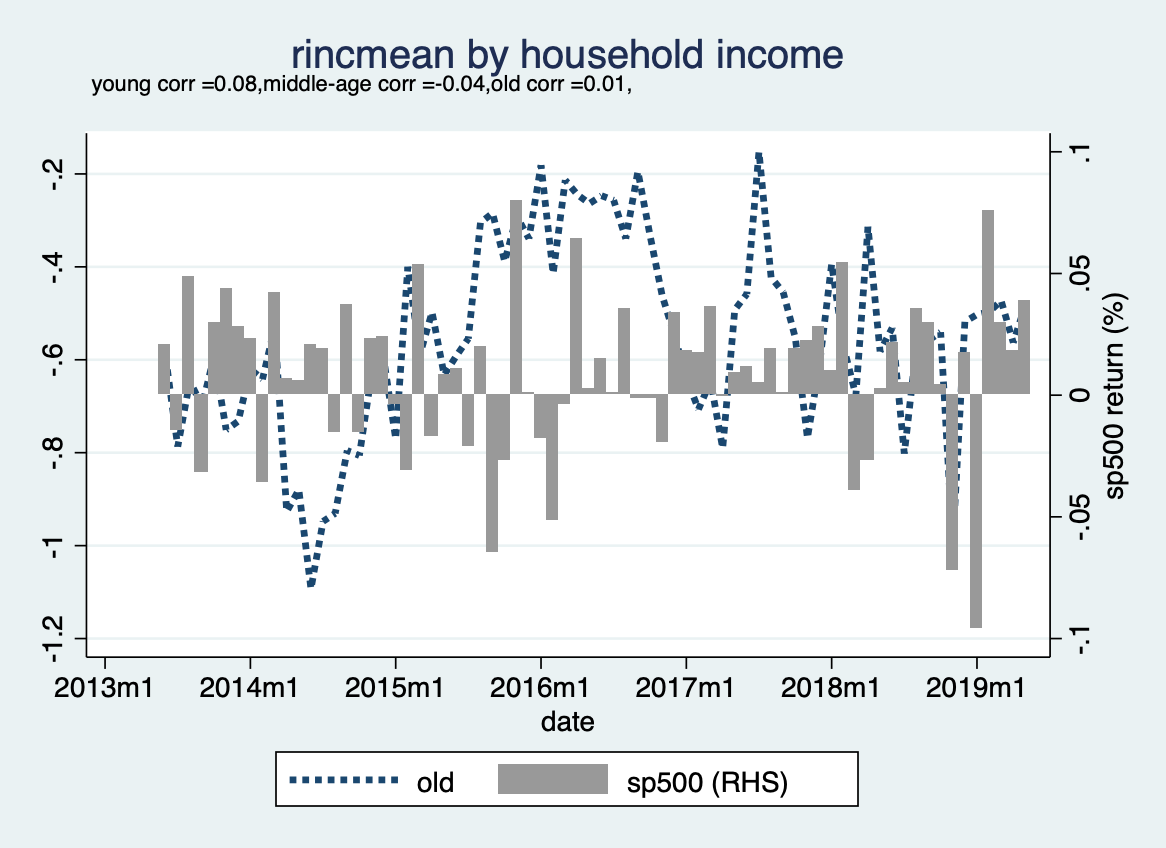 rincmean by household income
young corr =0.08,middle-age corr =-0.04,old corr =0.01,
-.2
-.4
-.6
-.8
-1
-1.2
.1
.05
0
-.05
-.1
sp500 return (%)
2013m1 2014m1 2015m1 2016m1 2017m1 2018m1 2019m1
date
old sp500 (RHS)